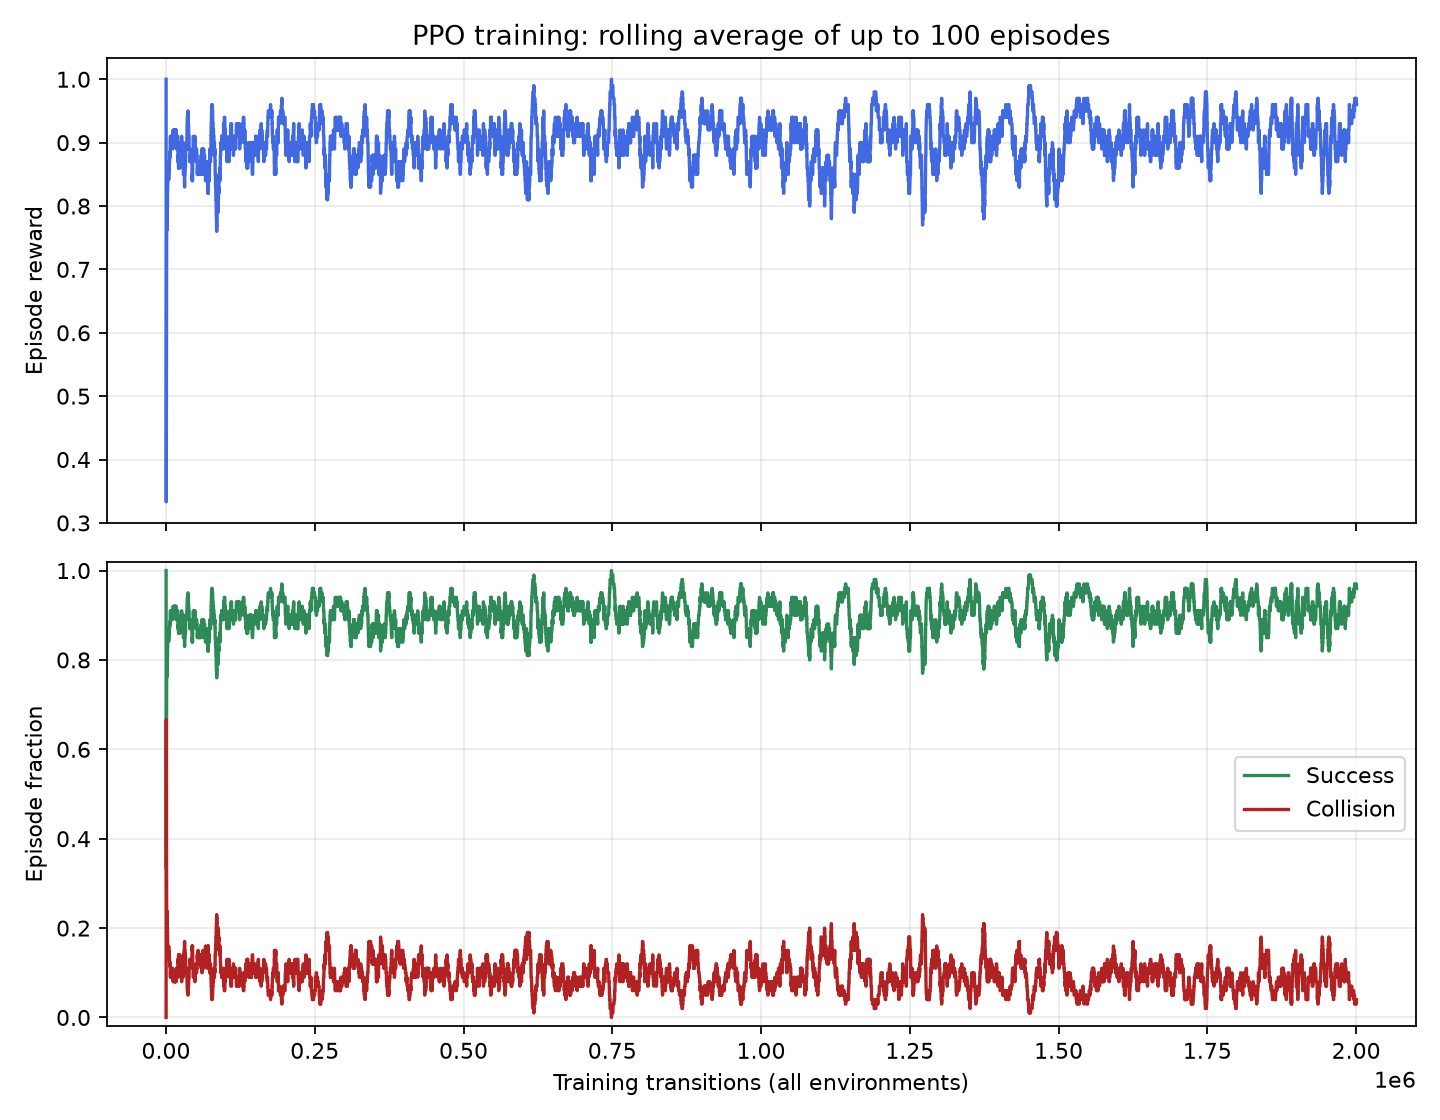 PPO training: rolling average of up to 100 episodes
1.0
0.9
0.8
0.7
0.6
0.5
0.4
0.3
Episode reward
1.0
0.8
0.6
0.4
0.2
0.0
Episode fraction
Success
Collision
0.00 0.25 0.50 0.75 1.00 1.25 1.50 1.75 2.00
1e6
Training transitions (all environments)